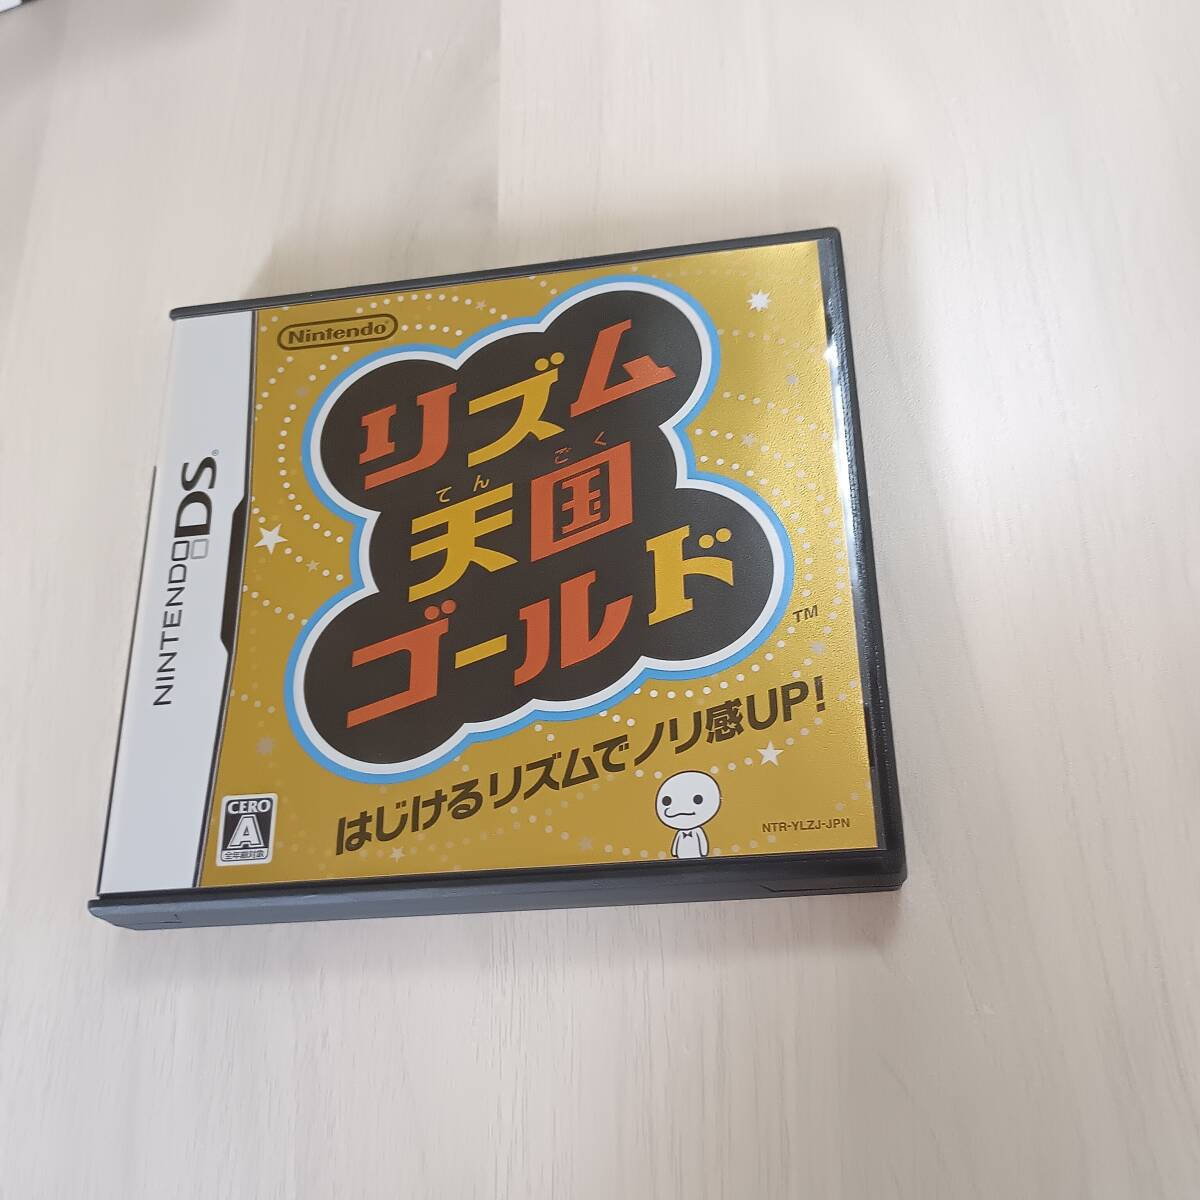 Nintendo®
リズム
てんごく
天国
ゴールド
TM
はじけるリズムでノリ感UP!
NTR-YLZJ-JPN
CERO
A
全年齢対象
NINTENDO DS®